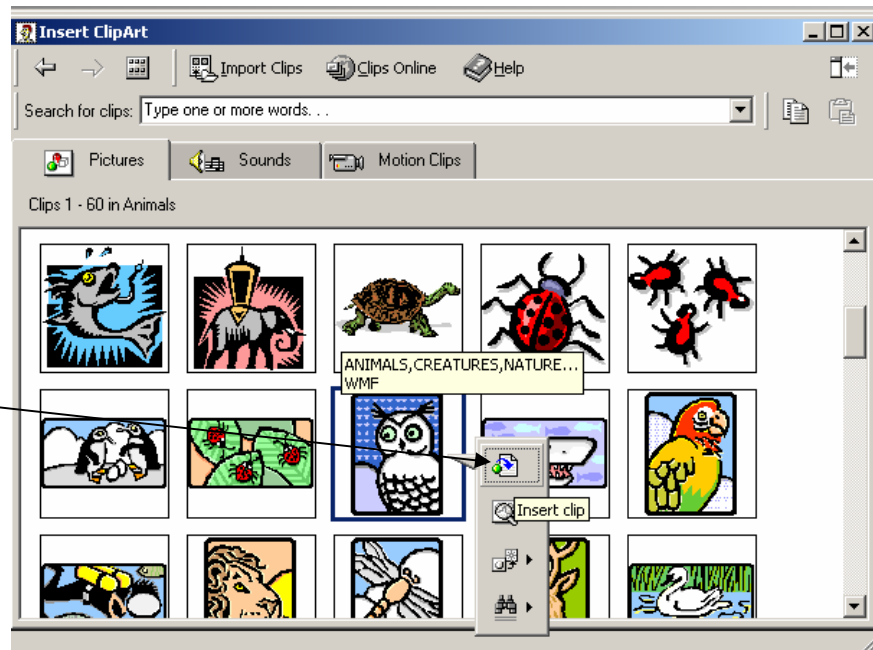 Insert ClipArt
Import Clips Clips Online Help
Search for clips: Type one or more words. . .
Pictures Sounds Motion Clips
Clips 1 - 60 in Animals
ANIMALS,CREATURES,NATURE...
WMF
Insert clip